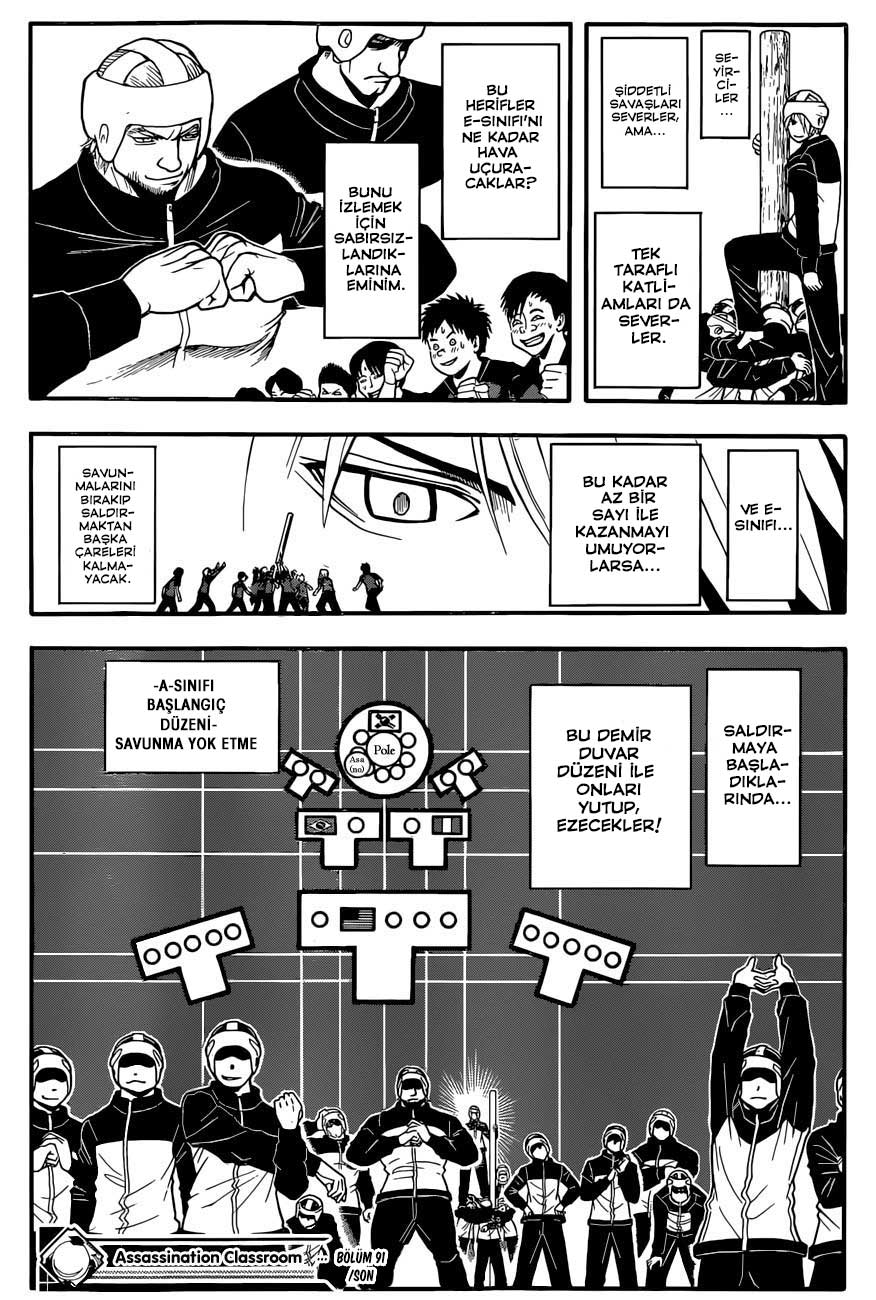 SE-
YİR-
Cİ-
LER
...
ŞİDDETLİ
SAVAŞLARI
SEVERLER,
AMA...
TEK
TARAFLI
KATLİ-
AMLARI DA
SEVER-
LER.
BU
HERİFLER
E-SINIFI'NI
NE KADAR
HAVA
UÇURA-
CAKLAR?
BUNU
İZLEMEK
İÇİN
SABIRSIZ-
LANDIK-
LARINA
EMİNİM.
VE E-
SINIFI...
BU KADAR
AZ BİR
SAYI İLE
KAZANMAYI
UMUYOR-
LARSA...
SAVUN-
MALARINI
BIRAKIP
SALDIR-
MAKTAN
BAŞKA
ÇARELERİ
KALMA-
YACAK.
SALDIR-
MAYA
BAŞLA-
DIKLA-
RINDA...
BU DEMİR
DUVAR
DÜZENİ İLE
ONLARI
YUTUP,
EZECEKLER!
-A-SINIFI
BAŞLANGIÇ
DÜZENİ-
SAVUNMA YOK ETME
Pole
Asa
(no)
Assassination Classroom ...
BÖLÜM 91
/SON